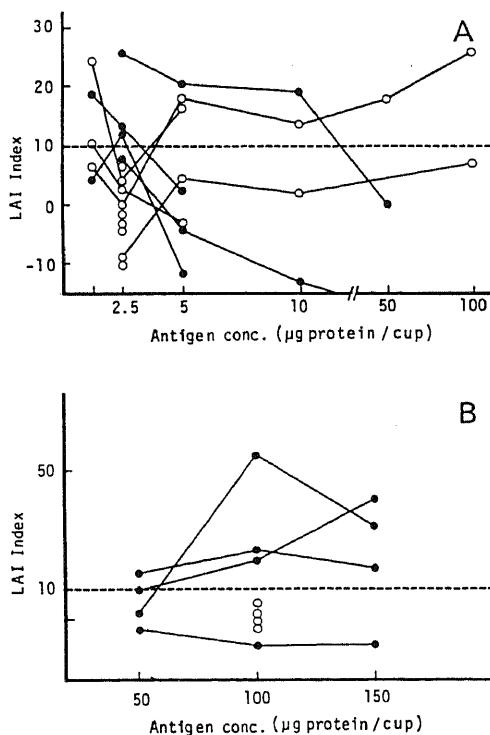 A
30
20
10
0
-10
LAI Index
2.5 5 10 50 100
Antigen conc. (μg protein / cup)
B
50
10
LAI Index
50 100 150
Antigen conc. (μg protein / cup)